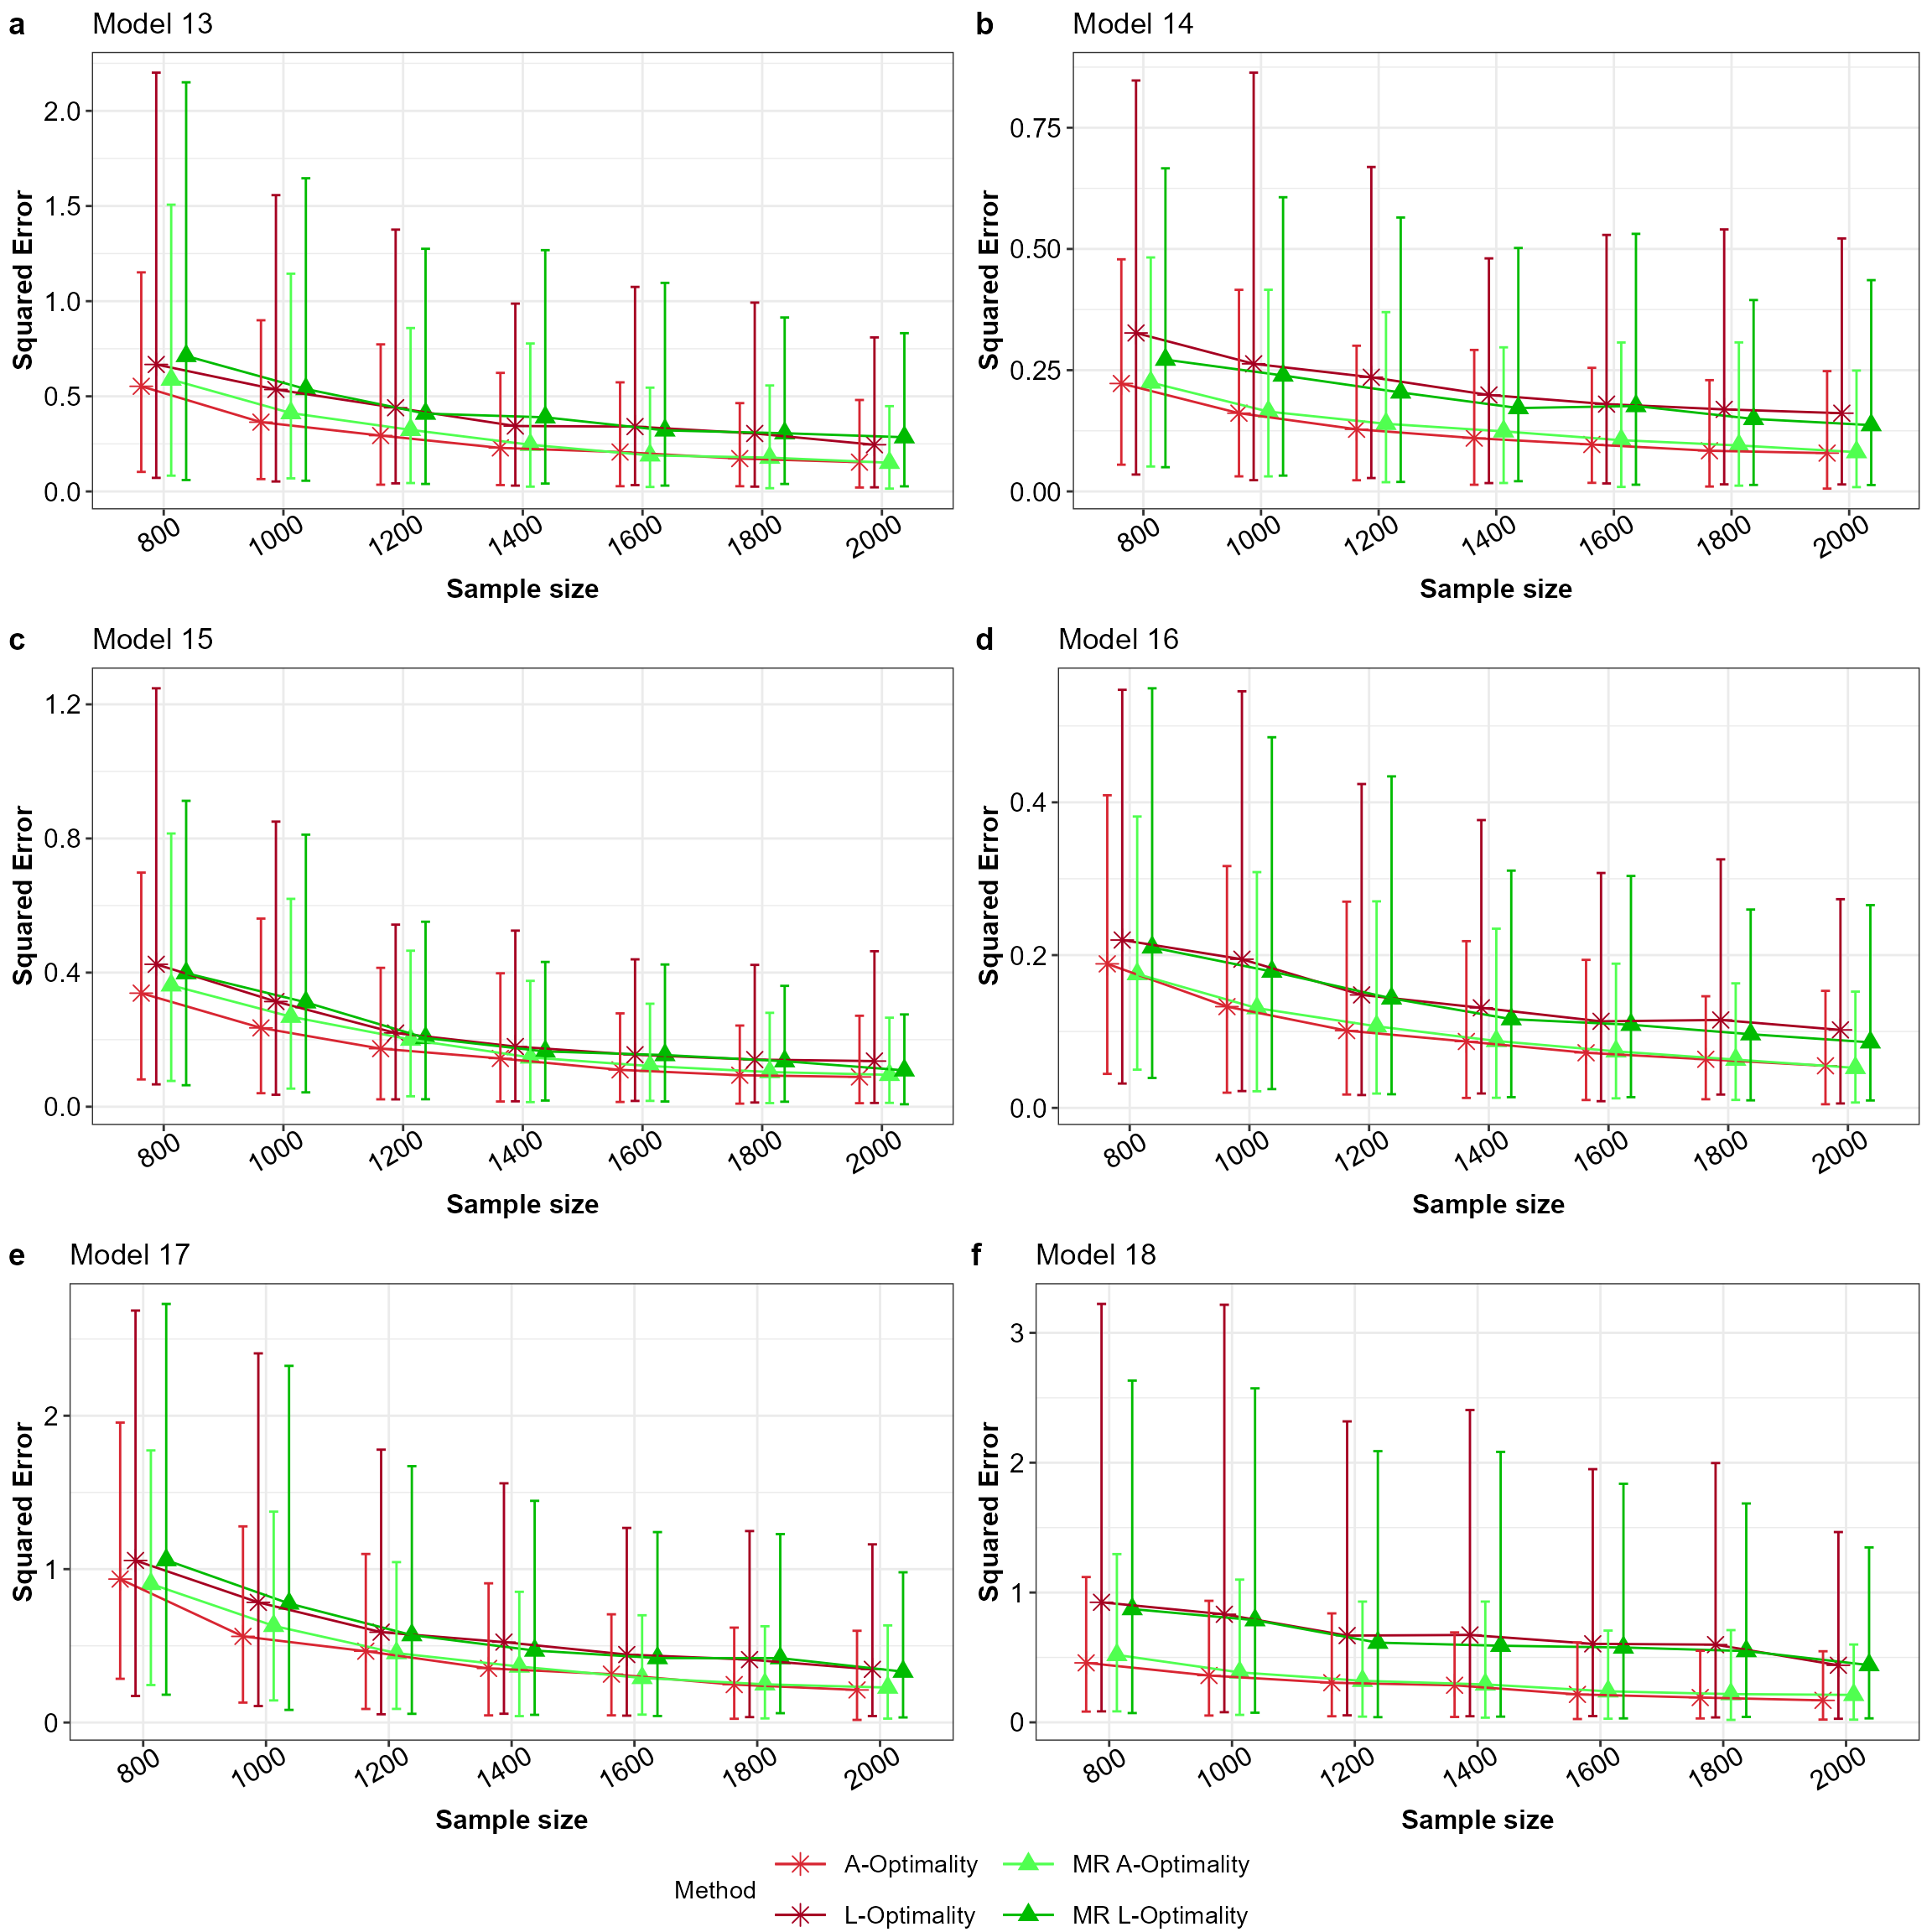 a Model 13
Squared Error
2.0
1.5
1.0
0.5
0.0
800 1000 1200 1400 1600 1800 2000
Sample size
b Model 14
Squared Error
0.75
0.50
0.25
0.00
800 1000 1200 1400 1600 1800 2000
Sample size
c Model 15
Squared Error
1.2
0.8
0.4
0.0
800 1000 1200 1400 1600 1800 2000
Sample size
d Model 16
Squared Error
0.4
0.2
0.0
800 1000 1200 1400 1600 1800 2000
Sample size
e Model 17
Squared Error
2
1
0
800 1000 1200 1400 1600 1800 2000
Sample size
f Model 18
Squared Error
3
2
1
0
800 1000 1200 1400 1600 1800 2000
Sample size
Method
A-Optimality MR A-Optimality
L-Optimality MR L-Optimality